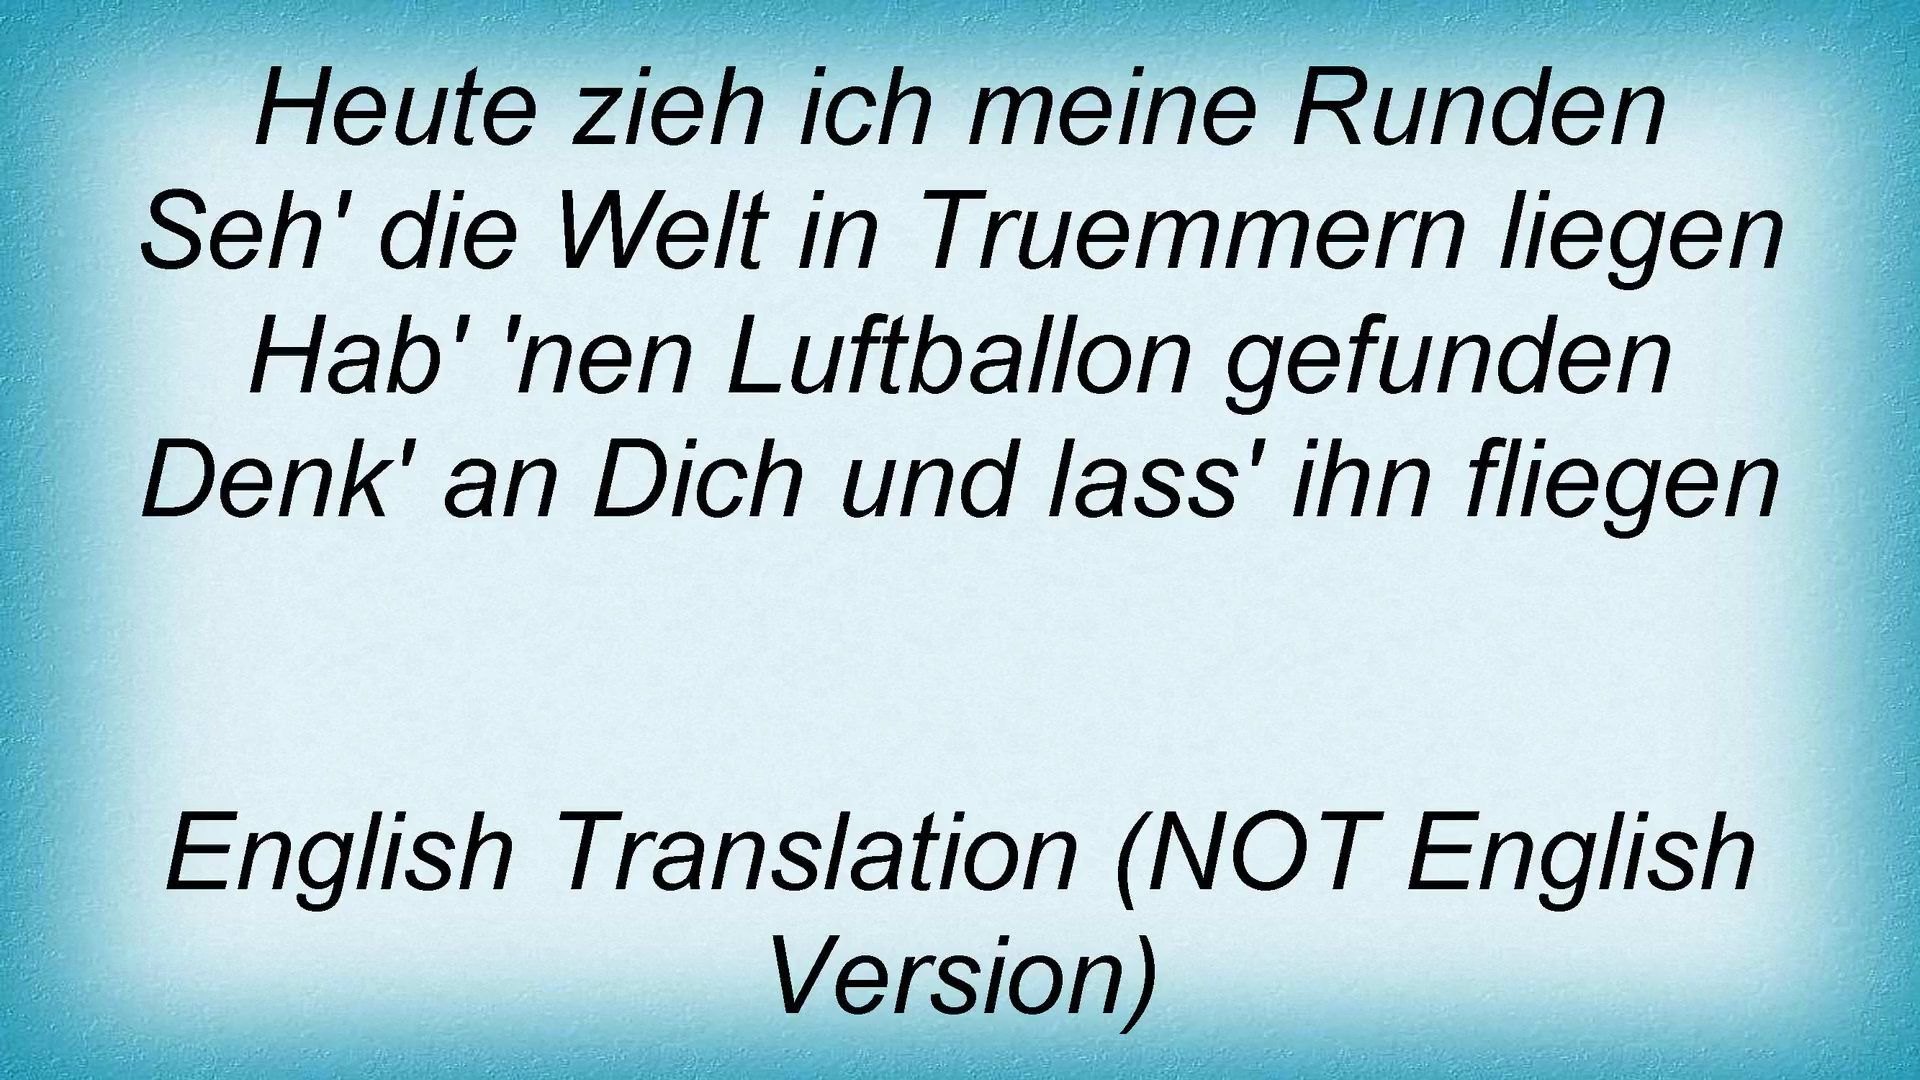 Heute zieh ich meine Runden
Seh' die Welt in Truemmern liegen
Hab' 'nen Luftballon gefunden
Denk' an Dich und lass' ihn fliegen
English Translation (NOT English
Version)